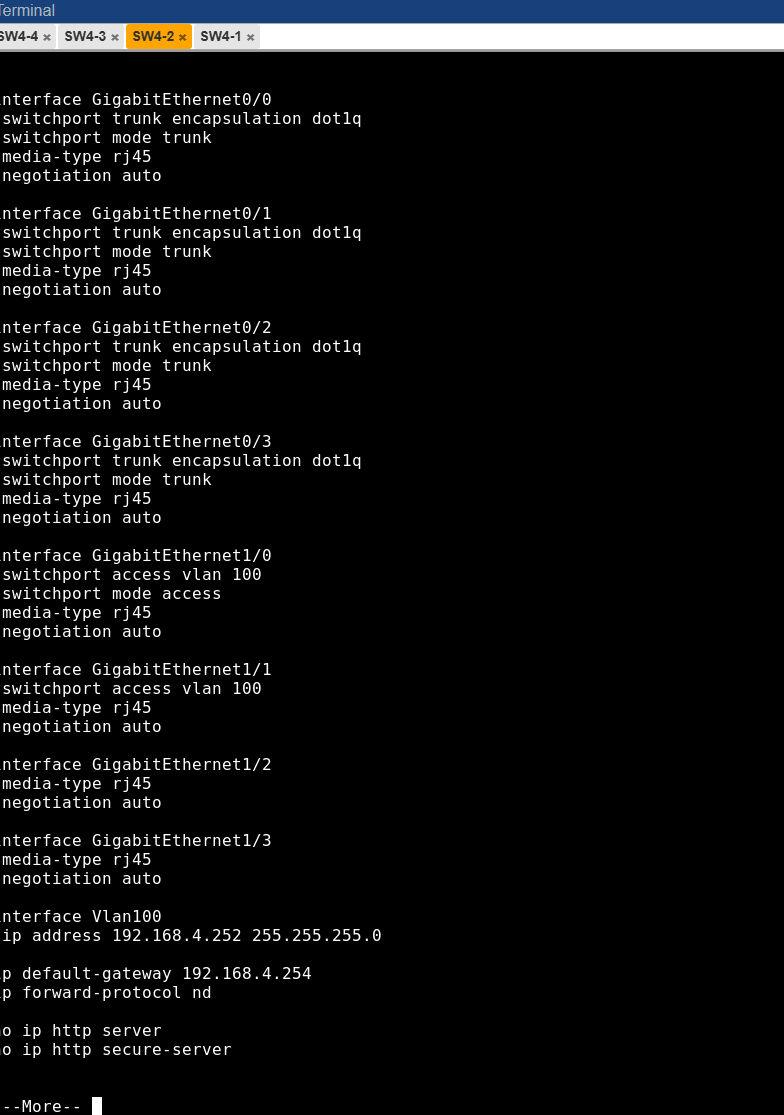 Terminal
SW4-4 × SW4-3 × SW4-2 × SW4-1 ×
nterface GigabitEthernet0/0
switchport trunk encapsulation dot1q
switchport mode trunk
media-type rj45
negotiation auto
nterface GigabitEthernet0/1
switchport trunk encapsulation dot1q
switchport mode trunk
media-type rj45
negotiation auto
nterface GigabitEthernet0/2
switchport trunk encapsulation dot1q
switchport mode trunk
media-type rj45
negotiation auto
nterface GigabitEthernet0/3
switchport trunk encapsulation dot1q
switchport mode trunk
media-type rj45
negotiation auto
nterface GigabitEthernet1/0
switchport access vlan 100
switchport mode access
media-type rj45
negotiation auto
nterface GigabitEthernet1/1
switchport access vlan 100
media-type rj45
negotiation auto
nterface GigabitEthernet1/2
media-type rj45
negotiation auto
nterface GigabitEthernet1/3
media-type rj45
negotiation auto
nterface Vlan100
ip address 192.168.4.252 255.255.255.0
p default-gateway 192.168.4.254
p forward-protocol nd
no ip http server
no ip http secure-server
--More--